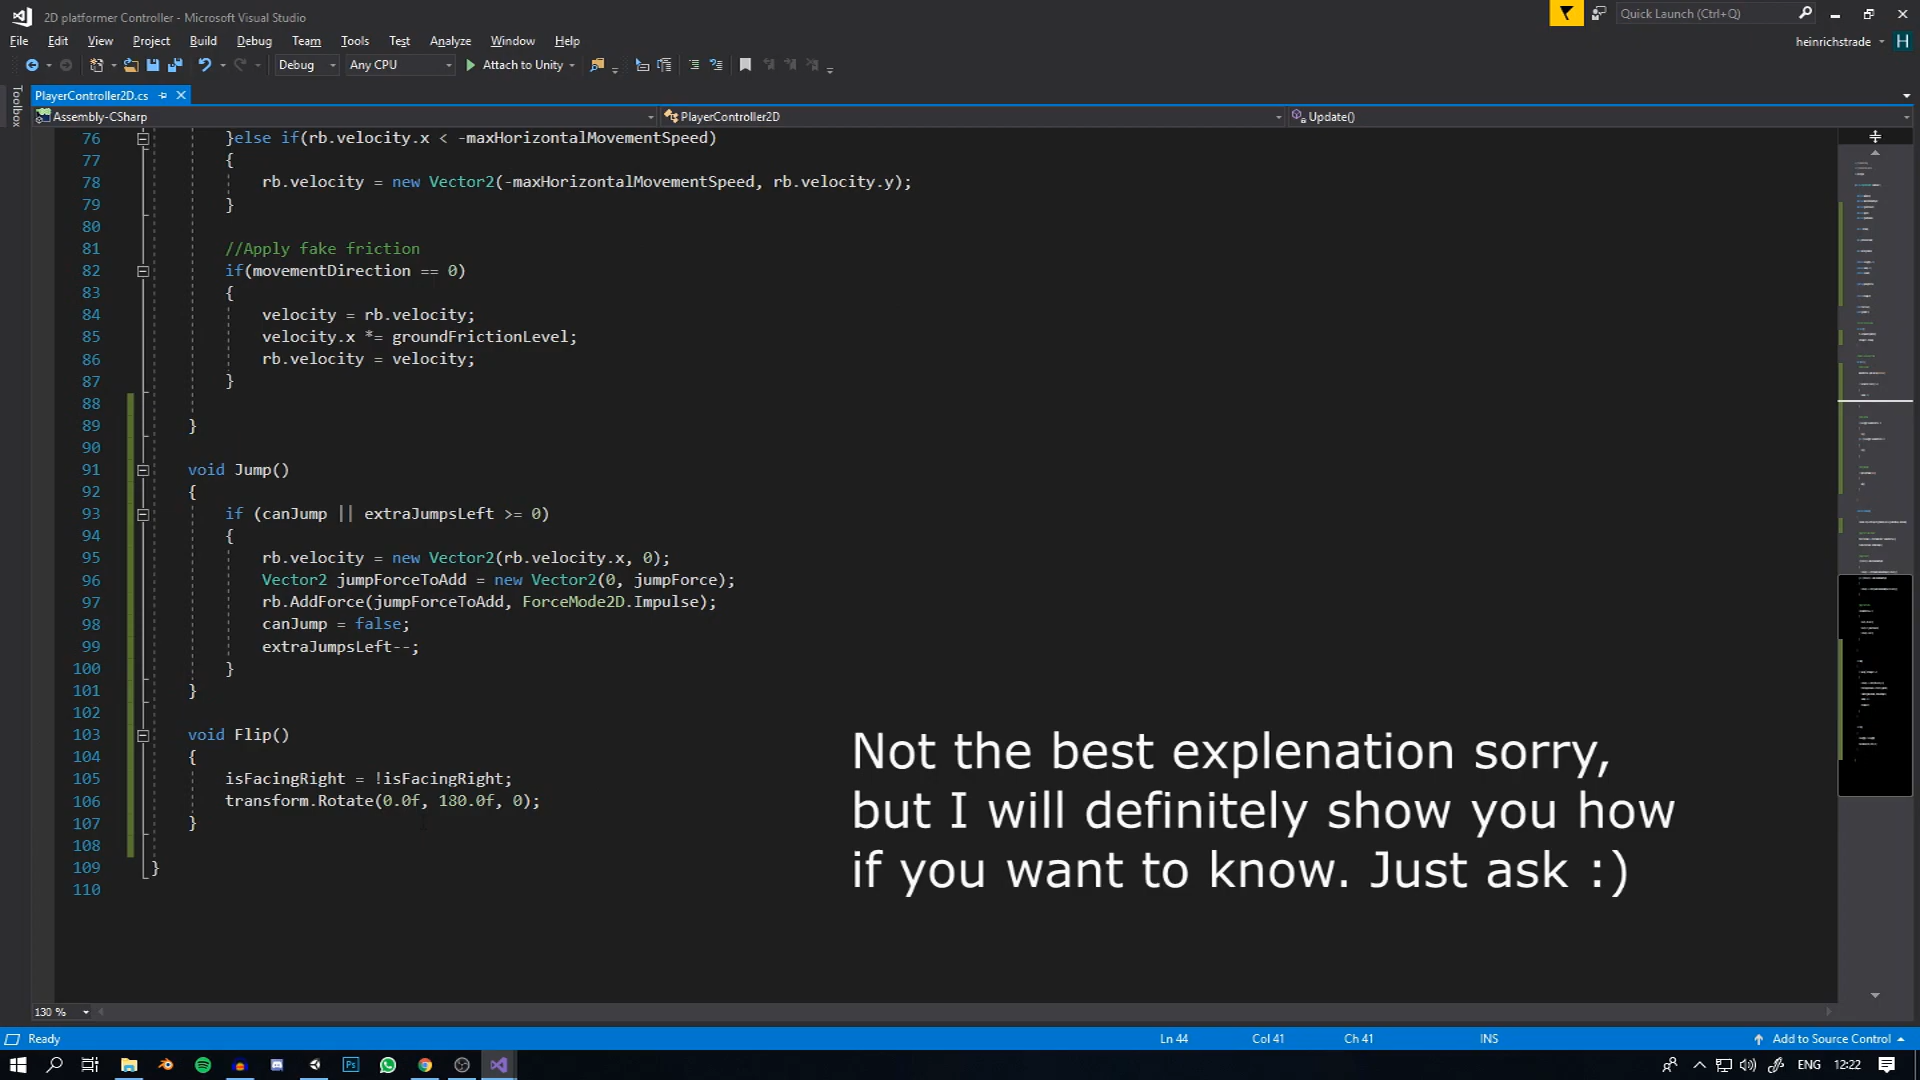 2D platformer Controller - Microsoft Visual Studio
Quick Launch (Ctrl+Q)
File Edit View Project Build Debug Team Tools Test Analyze Window Help
heinrichstrade H
Debug Any CPU Attach to Unity
Toolbox
PlayerController2D.cs
Assembly-CSharp PlayerController2D Update()
76 }else if(rb.velocity.x < -maxHorizontalMovementSpeed)
77 {
78 rb.velocity = new Vector2(-maxHorizontalMovementSpeed, rb.velocity.y);
79 }
80
81 //Apply fake friction
82 if(movementDirection == 0)
83 {
84 velocity = rb.velocity;
85 velocity.x *= groundFrictionLevel;
86 rb.velocity = velocity;
87 }
88
89 }
90
91 void Jump()
92 {
93 if (canJump || extraJumpsLeft >= 0)
94 {
95 rb.velocity = new Vector2(rb.velocity.x, 0);
96 Vector2 jumpForceToAdd = new Vector2(0, jumpForce);
97 rb.AddForce(jumpForceToAdd, ForceMode2D.Impulse);
98 canJump = false;
99 extraJumpsLeft--;
100 }
101 }
102
103 void Flip()
104 {
105 isFacingRight = !isFacingRight;
106 transform.Rotate(0.0f, 180.0f, 0);
107 }
108
109 }
110
Not the best explenation sorry,
but I will definitely show you how
if you want to know. Just ask :)
130 %
Ready Ln 44 Col 41 Ch 41 INS Add to Source Control
Ps ENG 12:22